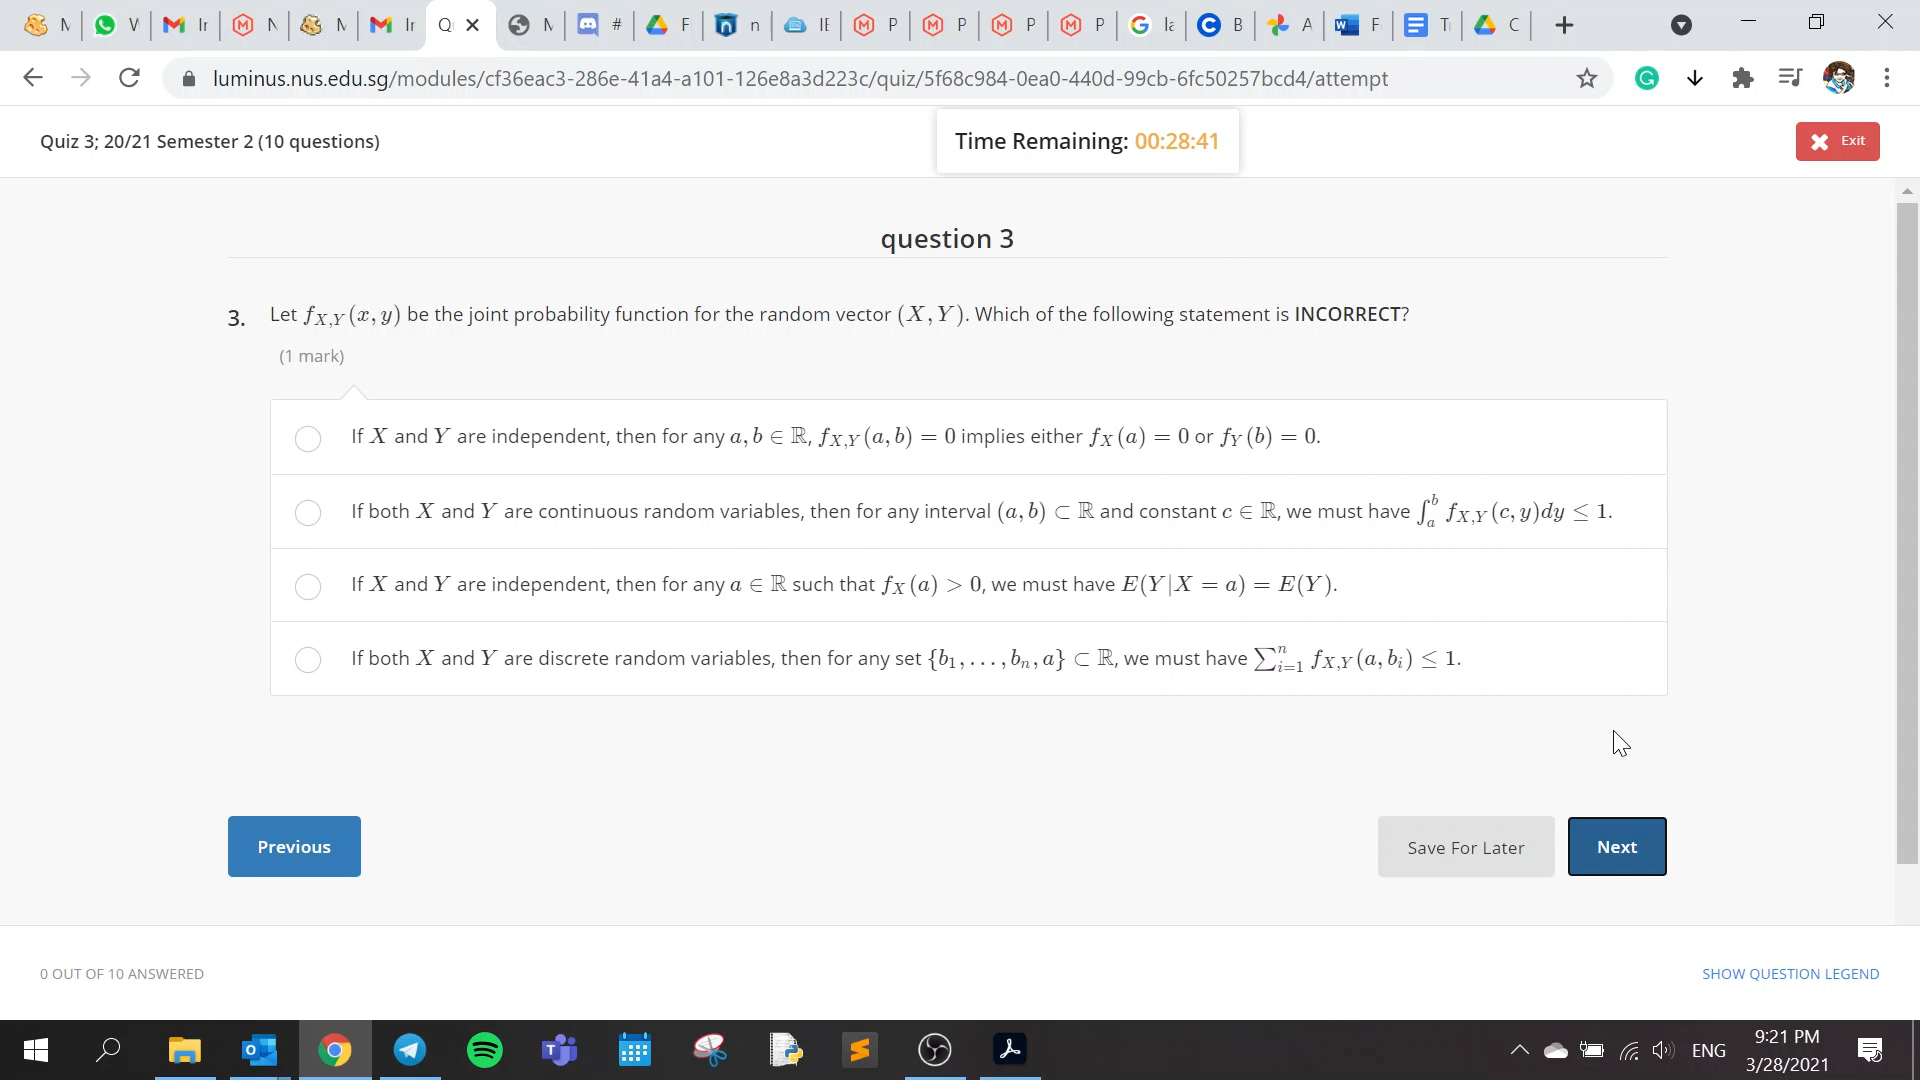 luminus.nus.edu.sg/modules/cf36eac3-286e-41a4-a101-126e8a3d223c/quiz/5f68c984-0ea0-440d-99cb-6fc50257bcd4/attempt
Quiz 3; 20/21 Semester 2 (10 questions)
Time Remaining: 00:28:41
Exit
question 3
3. Let f_{X,Y}(x, y) be the joint probability function for the random vector (X, Y). Which of the following statement is INCORRECT?
(1 mark)
If X and Y are independent, then for any a, b ∈ ℝ, f_{X,Y}(a, b) = 0 implies either f_X(a) = 0 or f_Y(b) = 0.
If both X and Y are continuous random variables, then for any interval (a, b) ⊂ ℝ and constant c ∈ ℝ, we must have ∫_a^b f_{X,Y}(c, y)dy ≤ 1.
If X and Y are independent, then for any a ∈ ℝ such that f_X(a) > 0, we must have E(Y|X = a) = E(Y).
If both X and Y are discrete random variables, then for any set {b_1, . . . , b_n, a} ⊂ ℝ, we must have ∑_{i=1}^n f_{X,Y}(a, b_i) ≤ 1.
Previous
Save For Later
Next
0 OUT OF 10 ANSWERED
SHOW QUESTION LEGEND
ENG
9:21 PM
3/28/2021